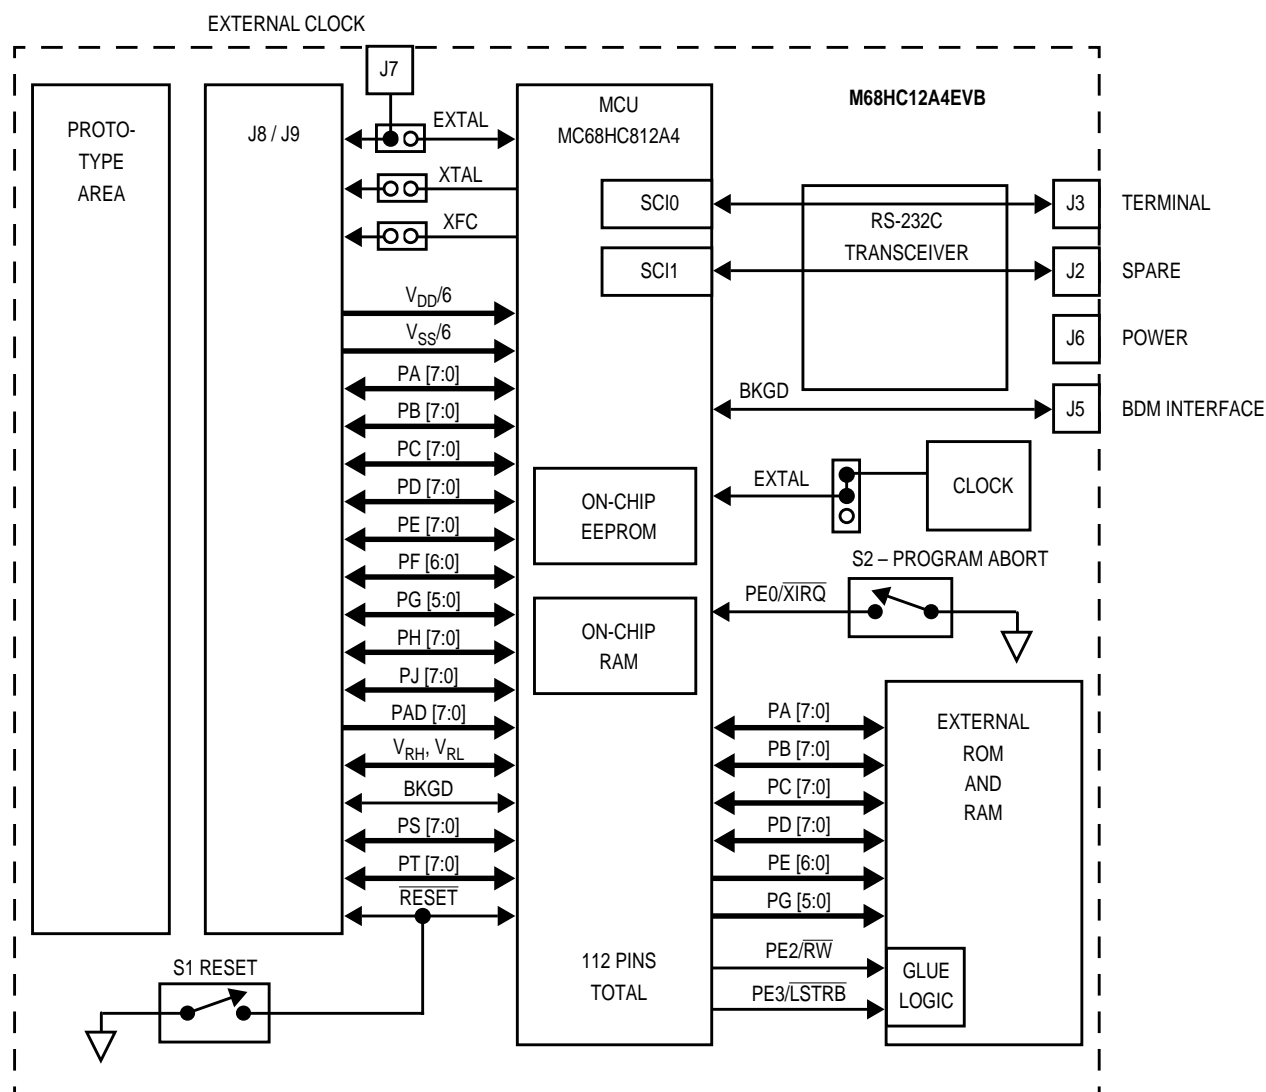 EXTERNAL CLOCK
J7
M68HC12A4EVB
PROTO-
TYPE
AREA
J8 / J9
EXTAL
XTAL
XFC
V_DD/6
V_SS/6
PA [7:0]
PB [7:0]
PC [7:0]
PD [7:0]
PE [7:0]
PF [6:0]
PG [5:0]
PH [7:0]
PJ [7:0]
PAD [7:0]
V_RH, V_RL
BKGD
PS [7:0]
PT [7:0]
RESET
S1 RESET
MCU
MC68HC812A4
SCI0
SCI1
ON-CHIP
EEPROM
ON-CHIP
RAM
112 PINS
TOTAL
RS-232C
TRANSCEIVER
J3
TERMINAL
J2
SPARE
J6
POWER
BKGD
J5
BDM INTERFACE
EXTAL
CLOCK
S2 – PROGRAM ABORT
PE0/XIRQ
PA [7:0]
PB [7:0]
PC [7:0]
PD [7:0]
PE [6:0]
PG [5:0]
PE2/RW
PE3/LSTRB
EXTERNAL
ROM
AND
RAM
GLUE
LOGIC